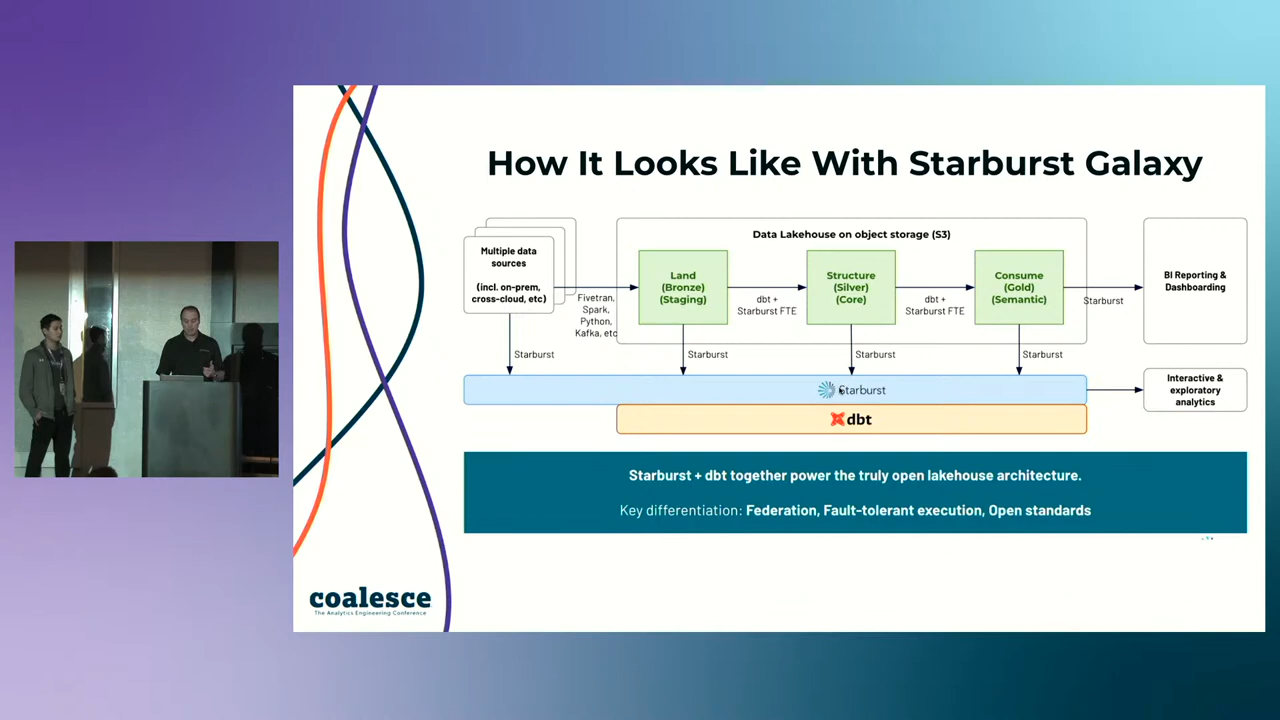 How It Looks Like With Starburst Galaxy
Multiple data
sources
(incl. on-prem,
cross-cloud, etc)
Fivetran,
Spark,
Python,
Kafka, etc
Data Lakehouse on object storage (S3)
Land
(Bronze)
(Staging)
dbt +
Starburst FTE
Structure
(Silver)
(Core)
dbt +
Starburst FTE
Consume
(Gold)
(Semantic)
Starburst
BI Reporting &
Dashboarding
Starburst
Starburst
Starburst
Starburst
Starburst
dbt
Interactive &
exploratory
analytics
Starburst + dbt together power the truly open lakehouse architecture.
Key differentiation: Federation, Fault-tolerant execution, Open standards
coalesce
The Analytics Engineering Conference